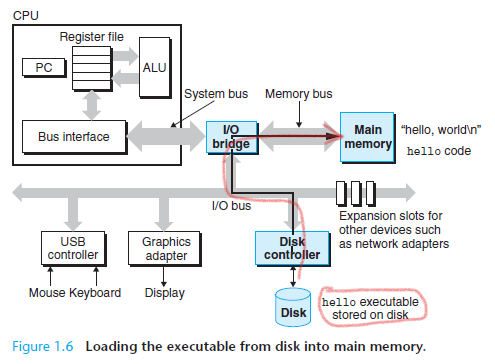 CPU
Register file
PC
ALU
System bus
Memory bus
Bus interface
I/O
bridge
Main
memory
"hello, world\n"
hello code
I/O bus
Expansion slots for
other devices such
as network adapters
USB
controller
Graphics
adapter
Disk
controller
Mouse Keyboard
Display
Disk
hello executable
stored on disk
Figure 1.6 Loading the executable from disk into main memory.